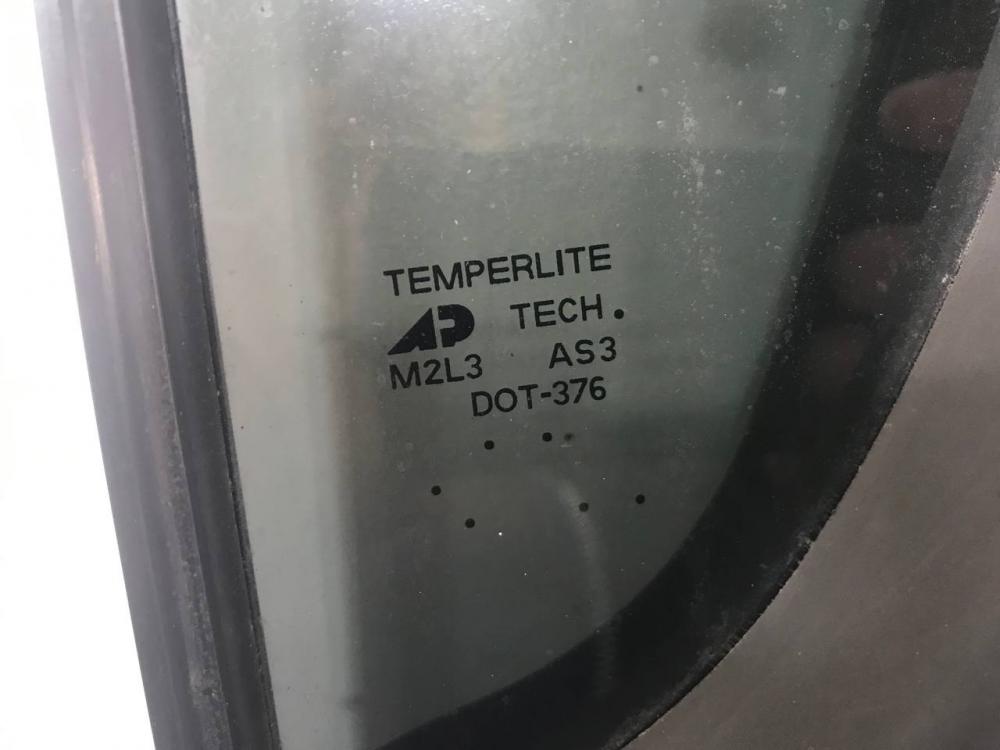 TEMPERLITE
AP TECH.
M2L3 AS3
DOT-376